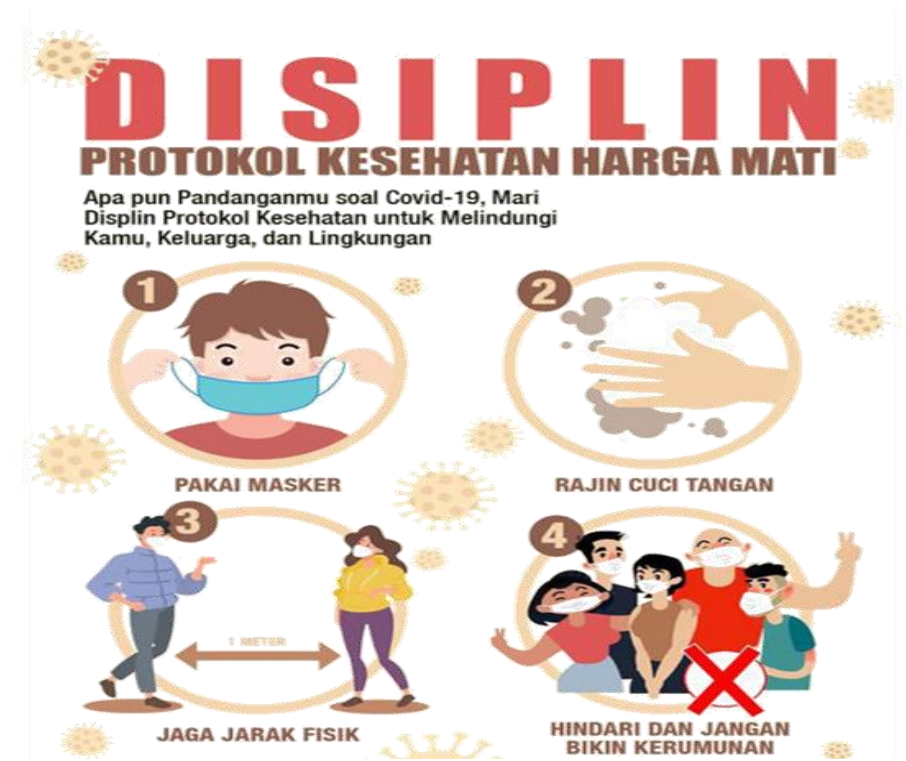 DISIPLIN
PROTOKOL KESEHATAN HARGA MATI
Apa pun Pandanganmu soal Covid-19, Mari
Displin Protokol Kesehatan untuk Melindungi
Kamu, Keluarga, dan Lingkungan
1
PAKAI MASKER
2
RAJIN CUCI TANGAN
3
1 METER
JAGA JARAK FISIK
4
HINDARI DAN JANGAN
BIKIN KERUMUNAN